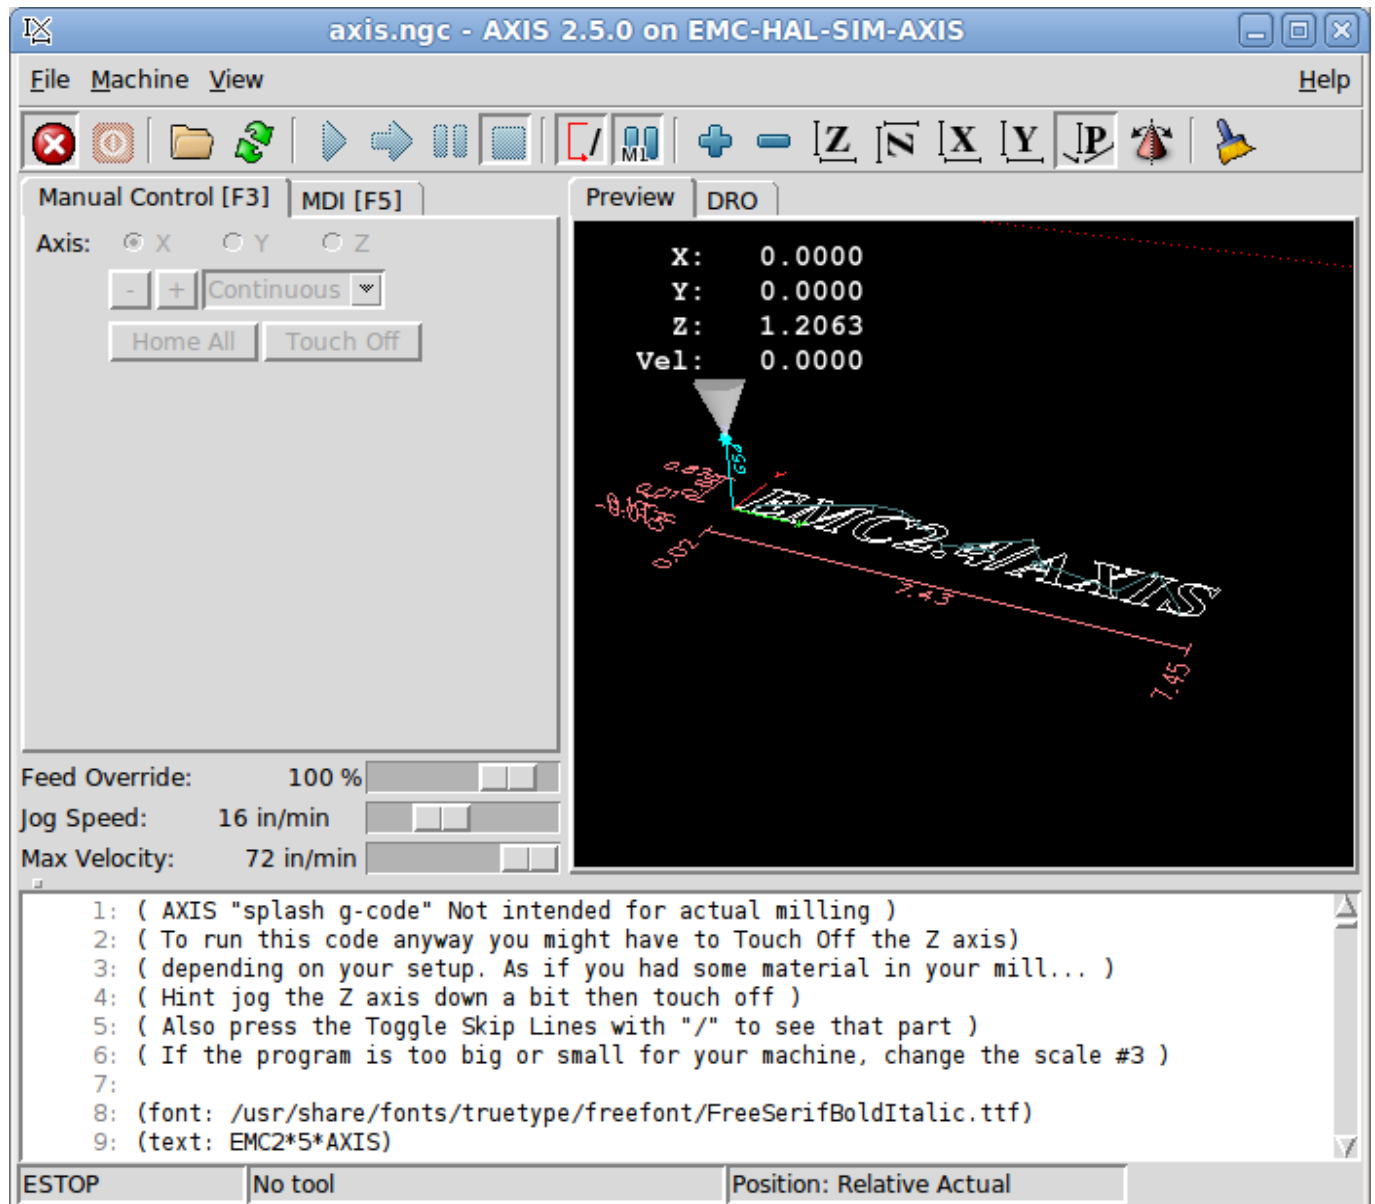 axis.ngc - AXIS 2.5.0 on EMC-HAL-SIM-AXIS
File Machine View Help
M1 Z N X Y P
Manual Control [F3] MDI [F5]
Preview DRO
Axis: X Y Z
- + Continuous
Home All Touch Off
X: 0.0000
Y: 0.0000
Z: 1.2063
Vel: 0.0000
G54
EMC2.4/AXIS
0.02
7.43
7.45
Feed Override: 100 %
Jog Speed: 16 in/min
Max Velocity: 72 in/min
1: ( AXIS "splash g-code" Not intended for actual milling )
2: ( To run this code anyway you might have to Touch Off the Z axis)
3: ( depending on your setup. As if you had some material in your mill... )
4: ( Hint jog the Z axis down a bit then touch off )
5: ( Also press the Toggle Skip Lines with "/" to see that part )
6: ( If the program is too big or small for your machine, change the scale #3 )
7:
8: (font: /usr/share/fonts/truetype/freefont/FreeSerifBoldItalic.ttf)
9: (text: EMC2*5*AXIS)
ESTOP No tool Position: Relative Actual